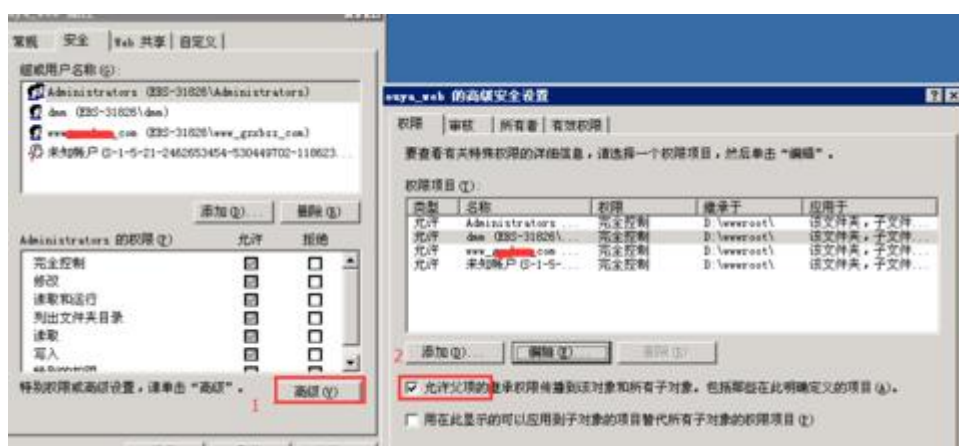 常规 安全 Web 共享 自定义
组或用户名称(G):
Administrators (EBS-31826\Administrators)
dmm (EBS-31826\dmm)
未知账户(S-1-5-21-2462653454-530449702-118623...
添加(D)... 删除(R)
Administrators 的权限(P) 允许 拒绝
完全控制
修改
读取和运行
列出文件夹目录
读取
写入
特别权限或高级设置，请单击“高级”。
高级(V)
1
ouya_web 的高级安全设置
权限 审核 所有者 有效权限
要查看有关特殊权限的详细信息，请选择一个权限项目，然后单击“编辑”。
权限项目(T):
类型 名称 权限 继承于 应用于
允许 Administrators ... 完全控制 D:\wwwroot\ 该文件夹，子文件...
允许 dmm (EBS-31826\... 完全控制 D:\wwwroot\ 该文件夹，子文件...
允许 完全控制 D:\wwwroot\ 该文件夹，子文件...
允许 未知账户(S-1-5-... 完全控制 D:\wwwroot\ 该文件夹，子文件...
2
添加(D)... 编辑(E)... 删除(R)
允许父项的继承权限传播到该对象和所有子对象。包括那些在此明确定义的项目(A)。
用在此显示的可以应用到子对象的项目替代所有子对象的权限项目(P)